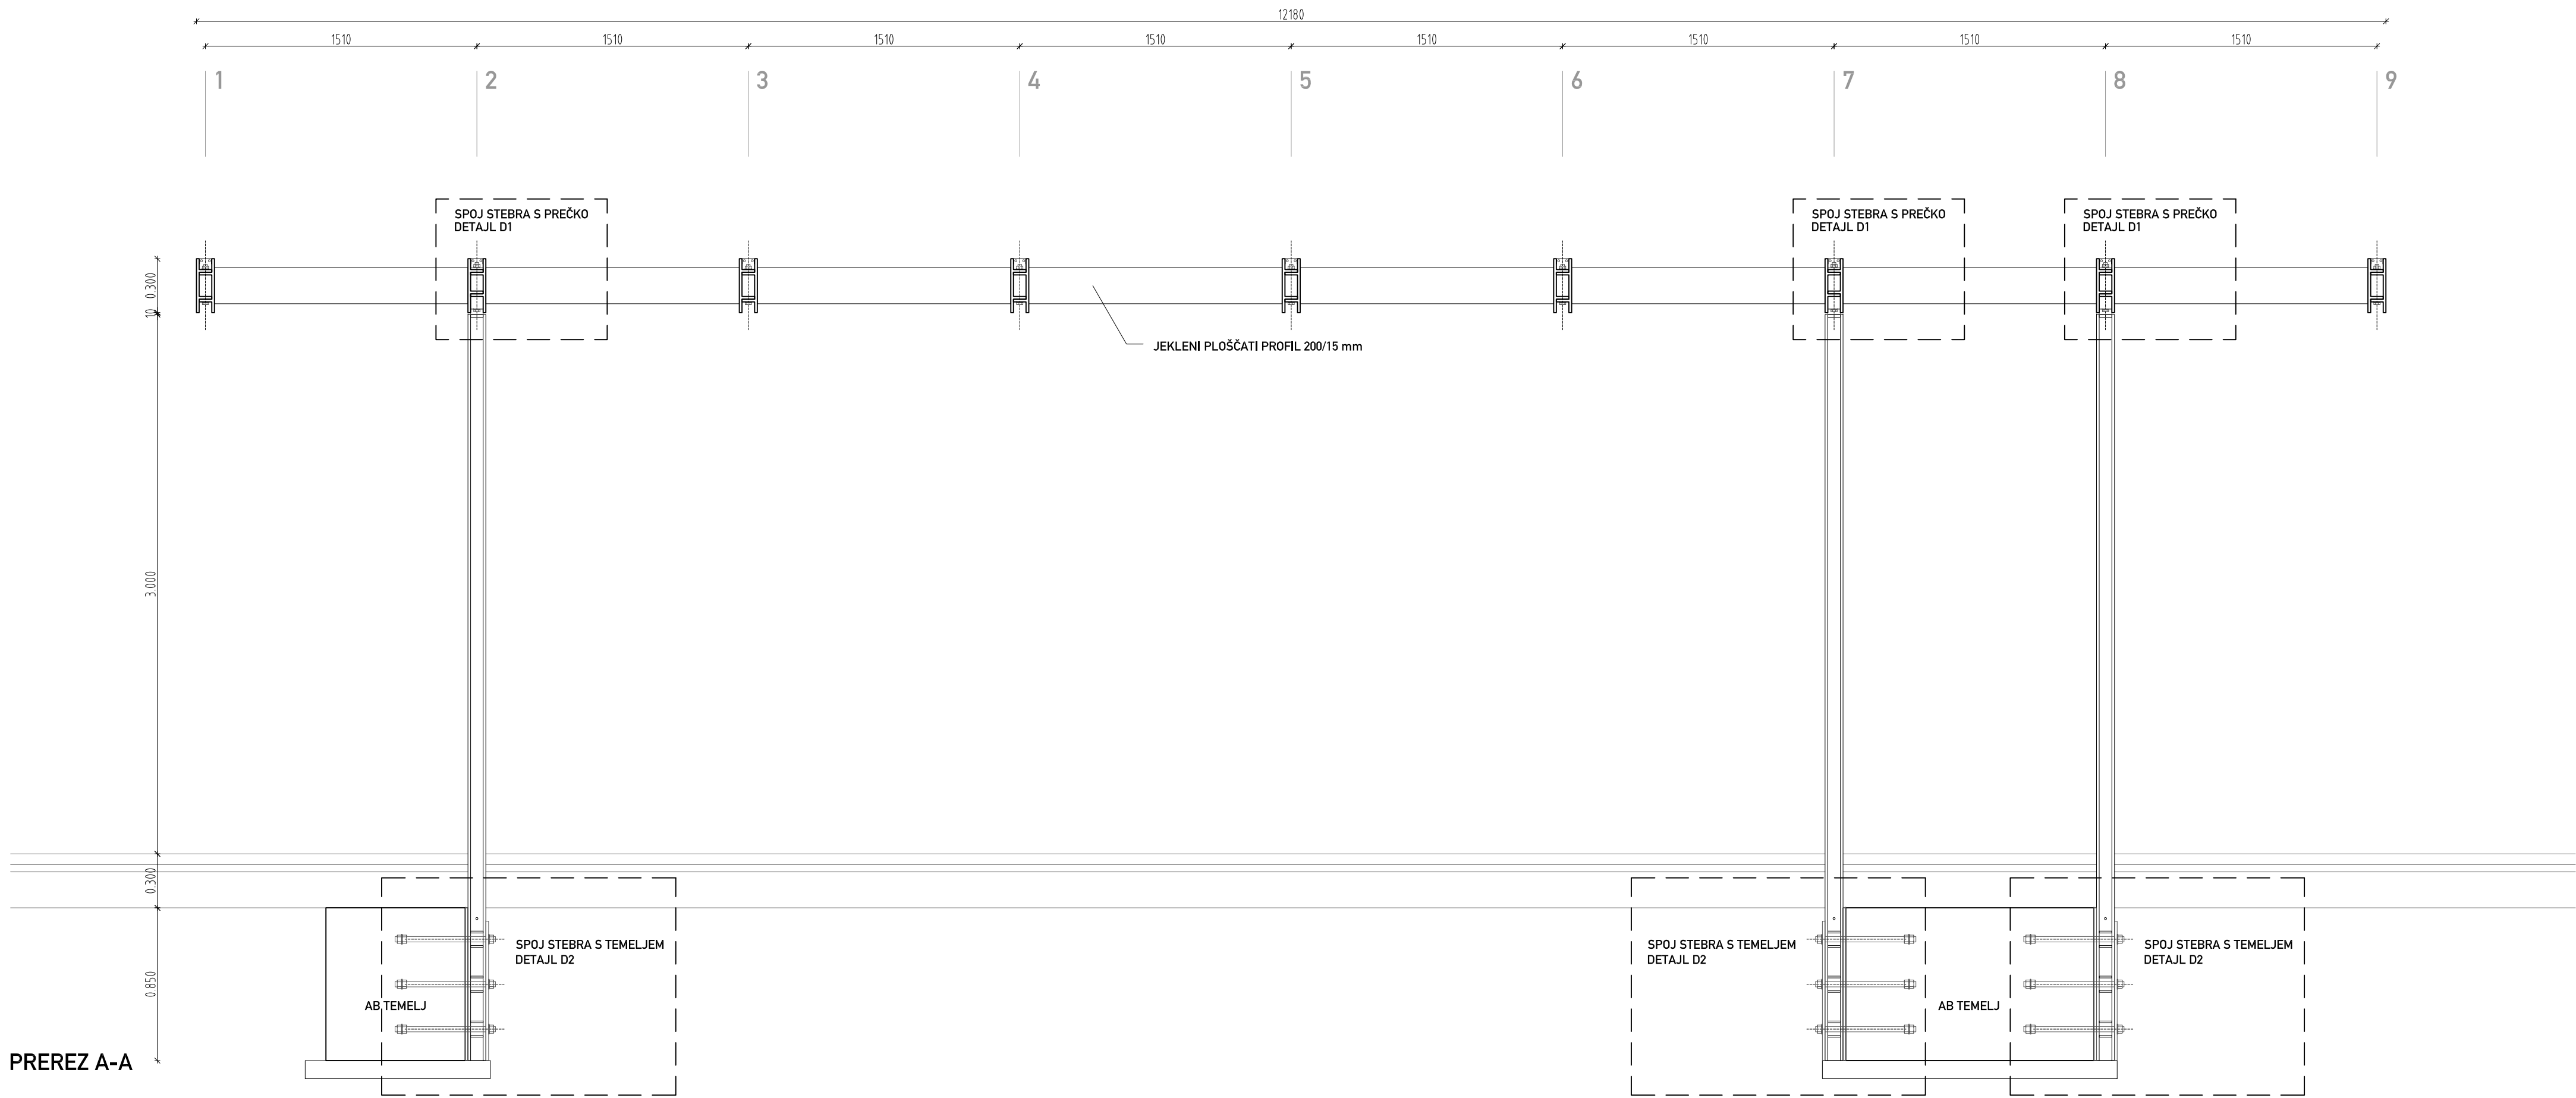 12180
1510 1510 1510 1510 1510 1510 1510 1510
1 2 3 4 5 6 7 8 9
SPOJ STEBRA S PREČKO
DETAJL D1
SPOJ STEBRA S PREČKO
DETAJL D1
SPOJ STEBRA S PREČKO
DETAJL D1
0.300
10
JEKLENI PLOŠČATI PROFIL 200/15 mm
3.000
0.300
SPOJ STEBRA S TEMELJEM
DETAJL D2
SPOJ STEBRA S TEMELJEM
DETAJL D2
SPOJ STEBRA S TEMELJEM
DETAJL D2
0.850
AB TEMELJ
AB TEMELJ
PREREZ A-A